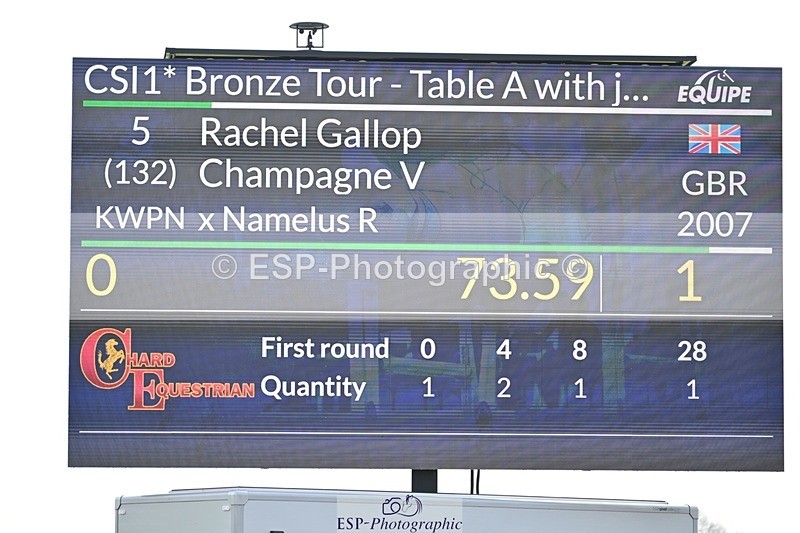 CSI1* Bronze Tour - Table A with j...
EQUIPE
5 Rachel Gallop
(132) Champagne V GBR
KWPN x Namelus R 2007
0 73.59 1
© ESP-Photographic ©
CHARD
EQUESTRIAN
First round 0 4 8 28
Quantity 1 2 1 1
ESP-Photographic